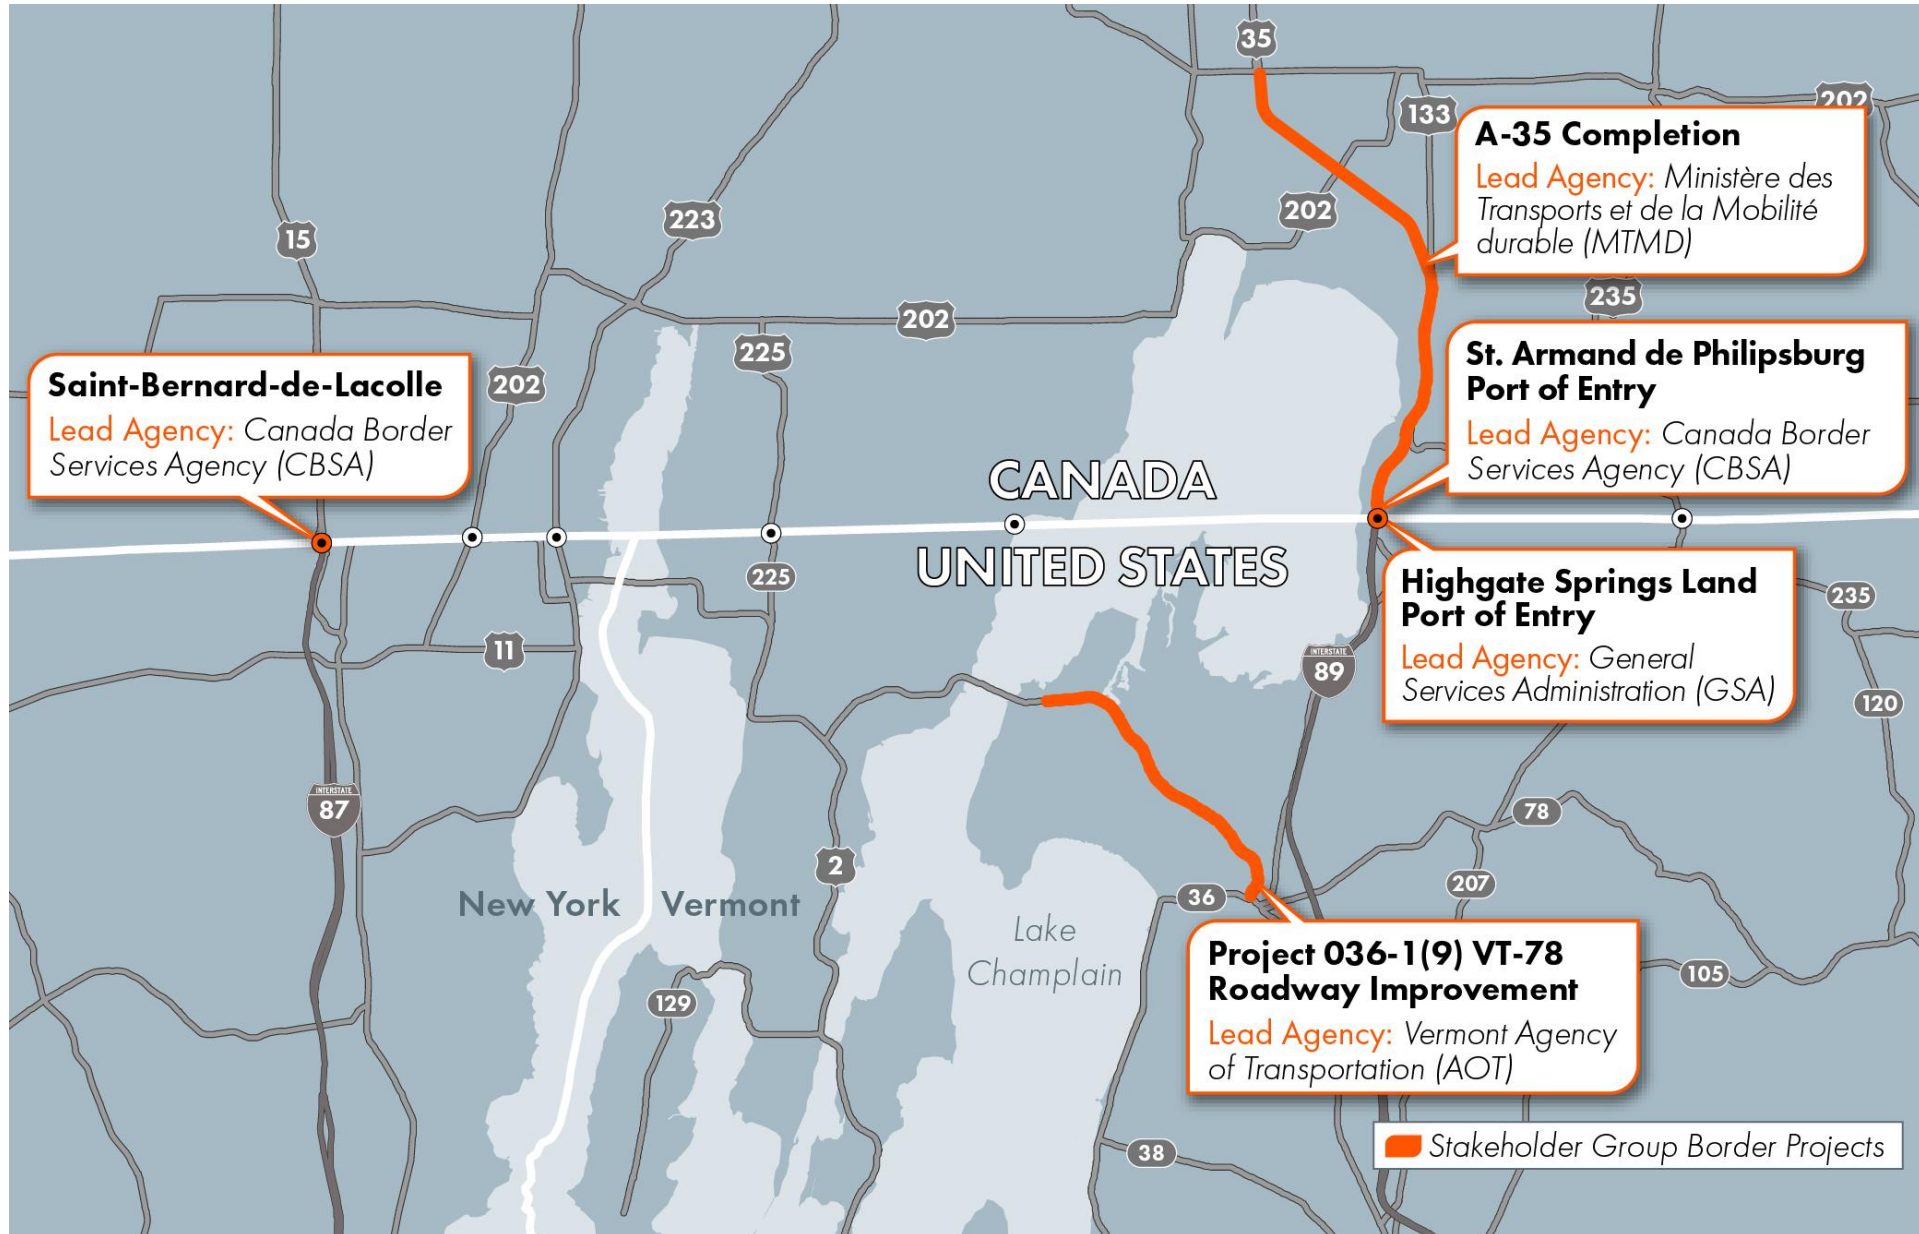 35
202
133
A-35 Completion
Lead Agency: Ministère des
Transports et de la Mobilité
durable (MTMD)
202
223
15
235
202
225
St. Armand de Philipsburg
Port of Entry
Lead Agency: Canada Border
Services Agency (CBSA)
Saint-Bernard-de-Lacolle
Lead Agency: Canada Border
Services Agency (CBSA)
202
CANADA
UNITED STATES
225
Highgate Springs Land
Port of Entry
Lead Agency: General
Services Administration (GSA)
235
11
INTERSTATE
89
120
INTERSTATE
87
78
2
207
36
New York
Vermont
Lake
Champlain
Project 036-1(9) VT-78
Roadway Improvement
Lead Agency: Vermont Agency
of Transportation (AOT)
105
129
38
Stakeholder Group Border Projects